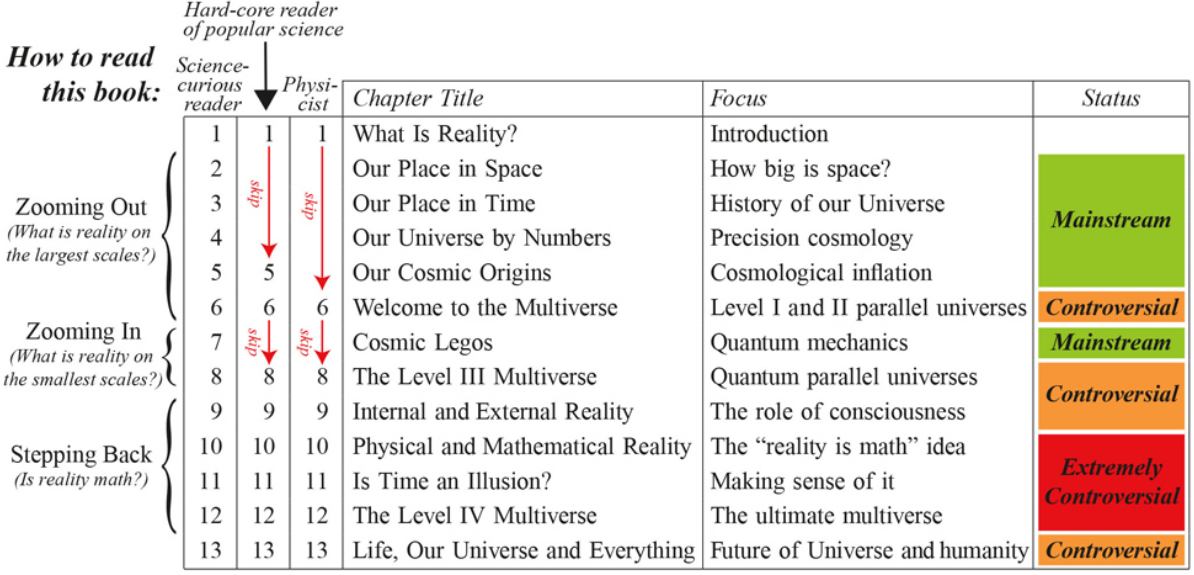 Hard-core reader
of popular science
How to read
this book:
Science-
curious
reader
Physi-
cist
Chapter Title Focus Status
1 1 1 What Is Reality? Introduction
2 Our Place in Space How big is space?
skip skip
3 Our Place in Time History of our Universe
Zooming Out
(What is reality on
the largest scales?)
Mainstream
4 Our Universe by Numbers Precision cosmology
5 5 Our Cosmic Origins Cosmological inflation
6 6 6 Welcome to the Multiverse Level I and II parallel universes Controversial
Zooming In
(What is reality on
the smallest scales?)
skip skip
7 Cosmic Legos Quantum mechanics Mainstream
8 8 8 The Level III Multiverse Quantum parallel universes
Controversial
9 9 9 Internal and External Reality The role of consciousness
Stepping Back
(Is reality math?)
10 10 10 Physical and Mathematical Reality The “reality is math” idea
Extremely
Controversial
11 11 11 Is Time an Illusion? Making sense of it
12 12 12 The Level IV Multiverse The ultimate multiverse
13 13 13 Life, Our Universe and Everything Future of Universe and humanity Controversial